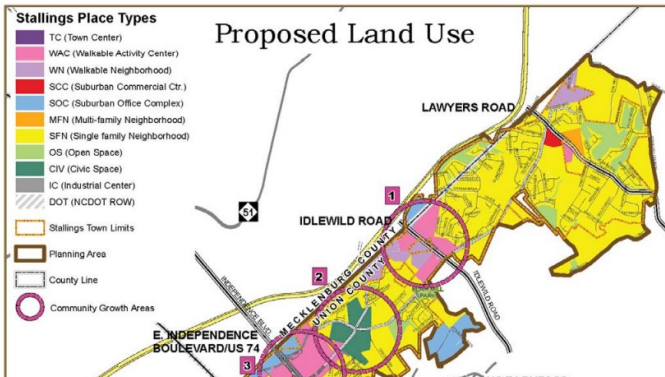 Stallings Place Types
TC (Town Center)
WAC (Walkable Activity Center)
WN (Walkable Neighborhood)
SCC (Suburban Commercial Ctr.)
SOC (Suburban Office Complex)
MFN (Multi-family Neighborhood)
SFN (Single family Neighborhood)
OS (Open Space)
CIV (Civic Space)
IC (Industrial Center)
DOT (NCDOT ROW)
Stallings Town Limits
Planning Area
County Line
Community Growth Areas
Proposed Land Use
LAWYERS ROAD
51
1
IDLEWILD ROAD
MECKLENBURG COUNTY
UNION COUNTY
IDLEWILD ROAD
2
INDEPENDENCE BLVD
E. INDEPENDENCE
BOULEVARD/US 74
3